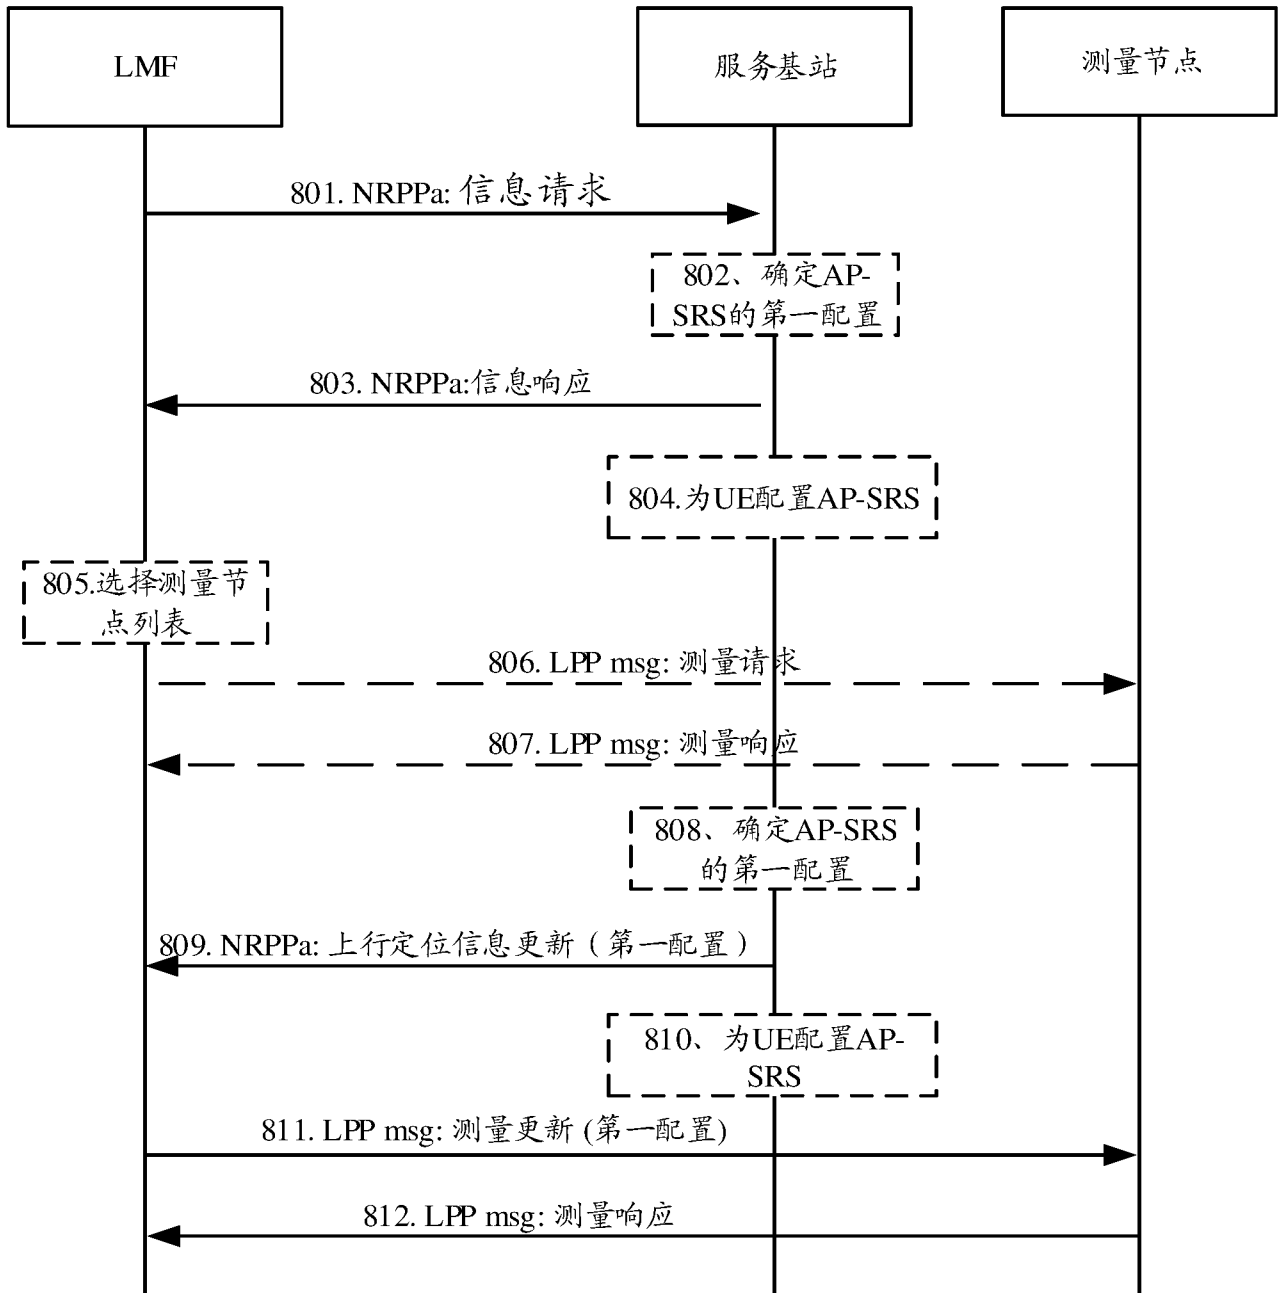 LMF
服务基站
测量节点
801. NRPPa: 信息请求
802、确定AP-
SRS的第一配置
803. NRPPa:信息响应
804.为UE配置AP-SRS
805.选择测量节
点列表
806. LPP msg: 测量请求
807. LPP msg: 测量响应
808、确定AP-SRS
的第一配置
809. NRPPa: 上行定位信息更新（第一配置）
810、为UE配置AP-
SRS
811. LPP msg: 测量更新 (第一配置)
812. LPP msg: 测量响应